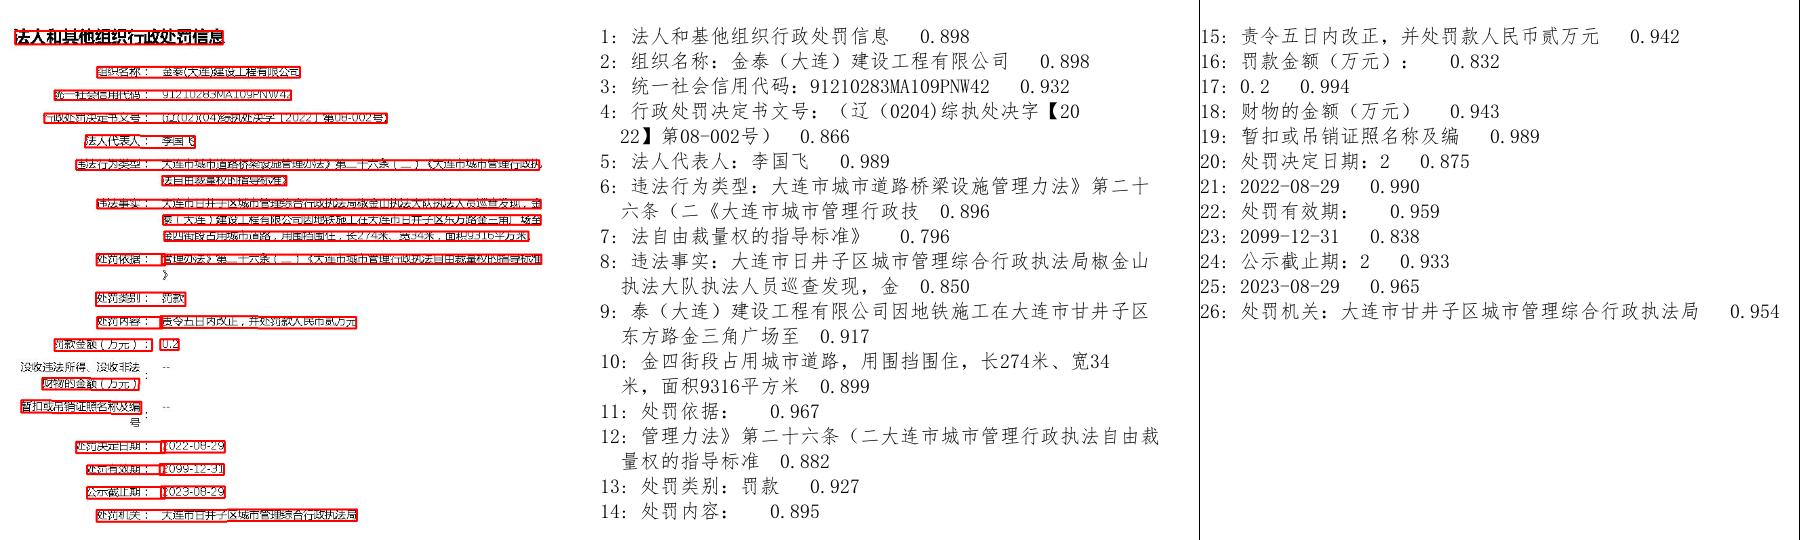 法人和其他组织行政处罚信息
组织名称： 金泰(大连)建设工程有限公司
统一社会信用代码： 91210283MA109PNW42
行政处罚决定书文号： (辽(02)(04)综执处决字〔2022〕第08-002号)
法人代表人： 李国飞
违法行为类型： 大连市城市道路桥梁设施管理办法》第二十六条（二）《大连市城市管理行政执
法自由裁量权的指导标准》
违法事实： 大连市甘井子区城市管理综合行政执法局椒金山执法大队执法人员巡查发现，金
泰（大连）建设工程有限公司因地铁施工在大连市甘井子区东方路金三角广场至
金四街段占用城市道路，用围挡围住，长274米、宽34米，面积9316平方米
处罚依据： 管理办法》第二十六条（二）《大连市城市管理行政执法自由裁量权的指导标准
》
处罚类别： 罚款
处罚内容： 责令五日内改正，并处罚款人民币贰万元
罚款金额（万元）： 0.2
没收违法所得、没收非法
财物的金额（万元） ： --
暂扣或吊销证照名称及编
号 ： --
处罚决定日期： 2022-08-29
处罚有效期： 2099-12-31
公示截止期： 2023-08-29
处罚机关： 大连市甘井子区城市管理综合行政执法局
1: 法人和基他组织行政处罚信息 0.898
2: 组织名称：金泰（大连）建设工程有限公司 0.898
3: 统一社会信用代码：91210283MA109PNW42 0.932
4: 行政处罚决定书文号：（辽（0204)综执处决字【20
22】第08-002号） 0.866
5: 法人代表人：李国飞 0.989
6: 违法行为类型：大连市城市道路桥梁设施管理力法》第二十
六条（二《大连市城市管理行政技 0.896
7: 法自由裁量权的指导标准》 0.796
8: 违法事实：大连市日井子区城市管理综合行政执法局椒金山
执法大队执法人员巡查发现，金 0.850
9: 泰（大连）建设工程有限公司因地铁施工在大连市甘井子区
东方路金三角广场至 0.917
10: 金四街段占用城市道路，用围挡围住，长274米、宽34
米，面积9316平方米 0.899
11: 处罚依据： 0.967
12: 管理力法》第二十六条（二大连市城市管理行政执法自由裁
量权的指导标准 0.882
13: 处罚类别：罚款 0.927
14: 处罚内容： 0.895
15: 责令五日内改正，并处罚款人民币贰万元 0.942
16: 罚款金额（万元）： 0.832
17: 0.2 0.994
18: 财物的金额（万元） 0.943
19: 暂扣或吊销证照名称及编 0.989
20: 处罚决定日期：2 0.875
21: 2022-08-29 0.990
22: 处罚有效期： 0.959
23: 2099-12-31 0.838
24: 公示截止期：2 0.933
25: 2023-08-29 0.965
26: 处罚机关：大连市甘井子区城市管理综合行政执法局 0.954